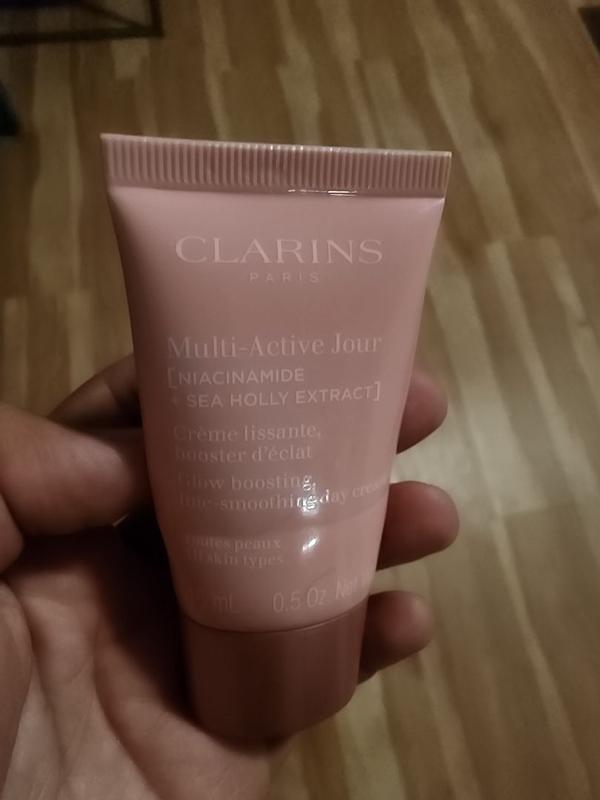 CLARINS
PARIS
Multi-Active Jour
[NIACINAMIDE
+ SEA HOLLY EXTRACT]
Crème lissante,
booster d'éclat
Glow boosting,
line-smoothing day cream
toutes peaux
All skin types
mL 0.5 Oz. Net